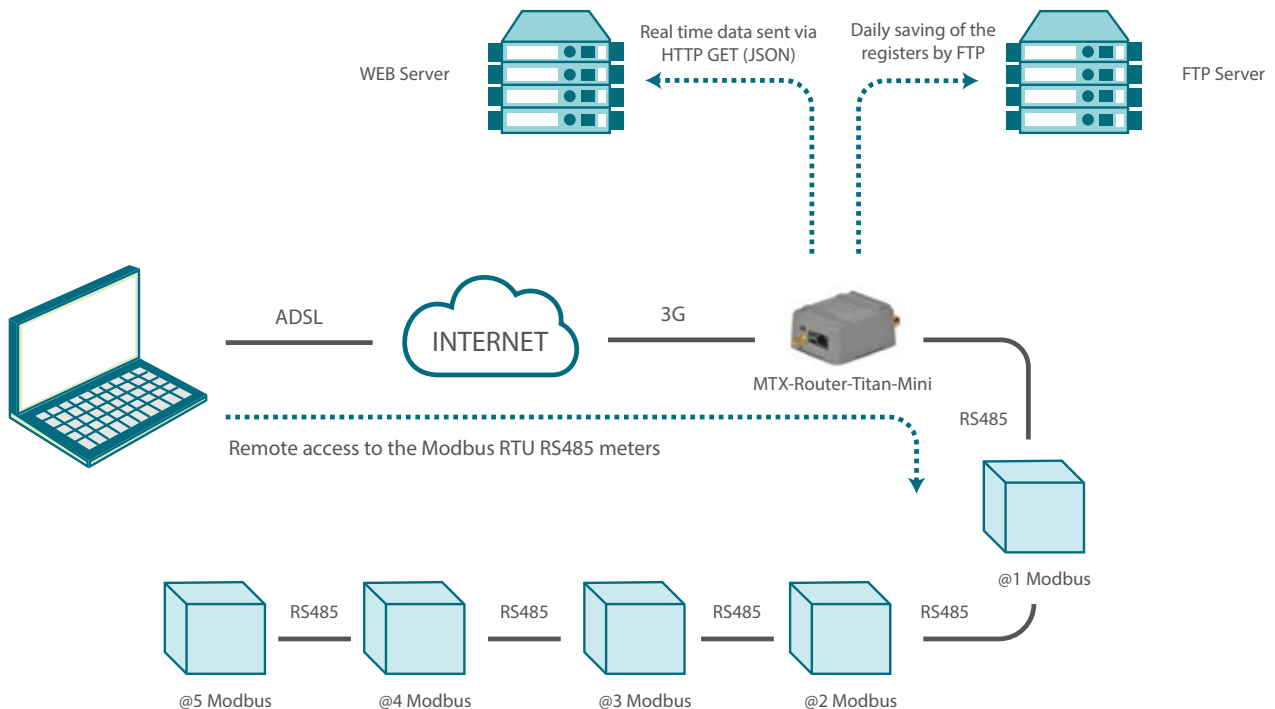 Real time data sent via
HTTP GET (JSON)
Daily saving of the
registers by FTP
WEB Server
FTP Server
ADSL
INTERNET
3G
MTX-Router-Titan-Mini
RS485
Remote access to the Modbus RTU RS485 meters
@1 Modbus
RS485
RS485
RS485
RS485
@5 Modbus
@4 Modbus
@3 Modbus
@2 Modbus